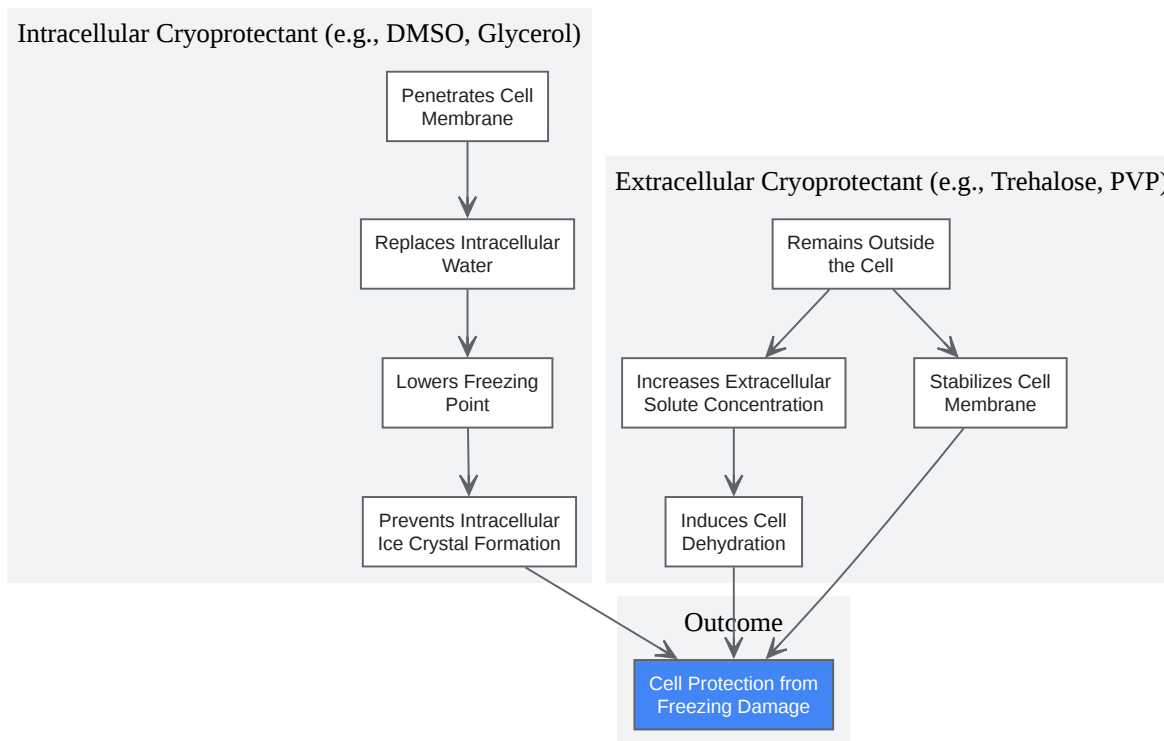 Intracellular Cryoprotectant (e.g., DMSO, Glycerol)
Penetrates Cell
Membrane
Replaces Intracellular
Water
Lowers Freezing
Point
Prevents Intracellular
Ice Crystal Formation
Extracellular Cryoprotectant (e.g., Trehalose, PVP)
Remains Outside
the Cell
Increases Extracellular
Solute Concentration
Stabilizes Cell
Membrane
Induces Cell
Dehydration
Outcome
Cell Protection from
Freezing Damage